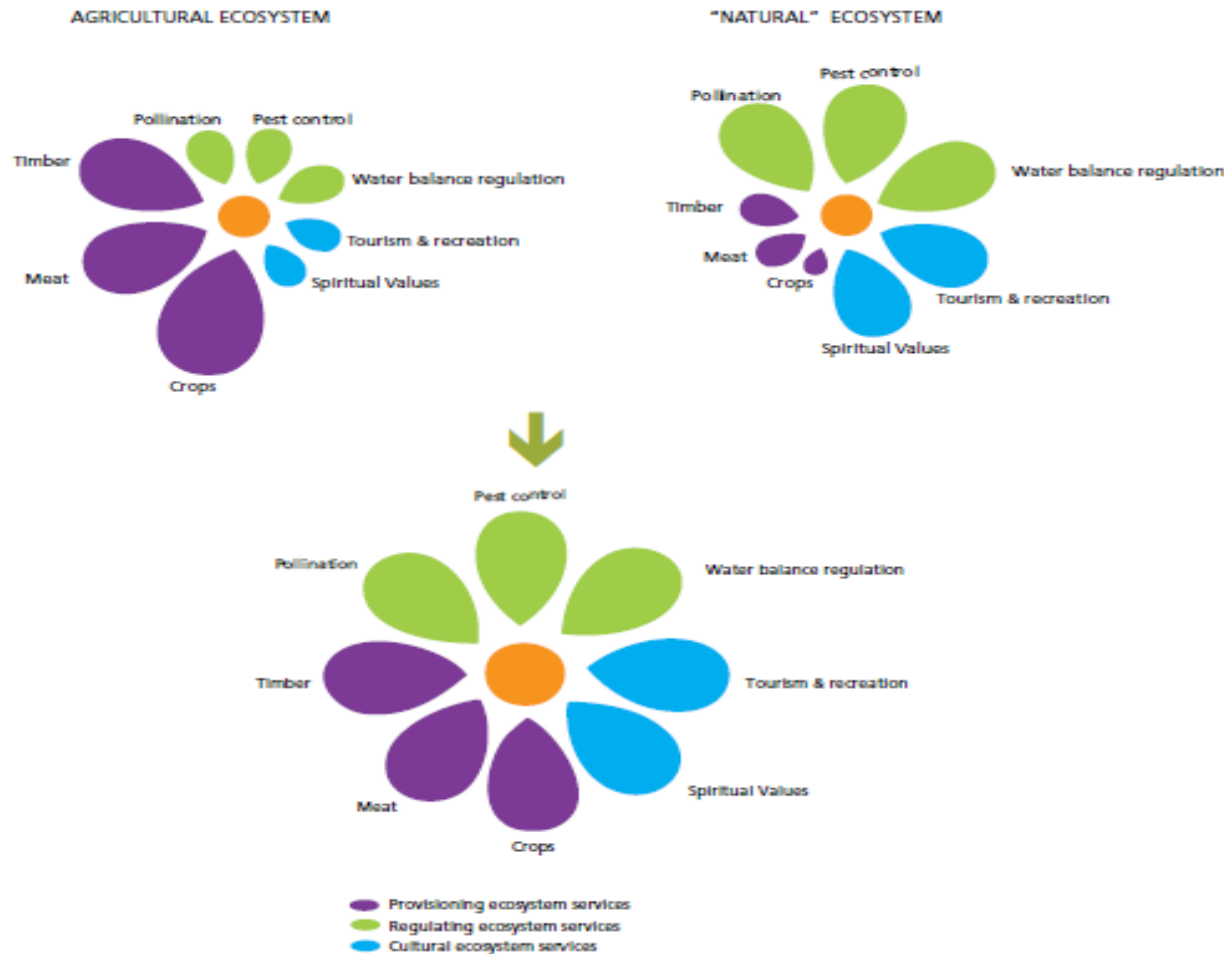 AGRICULTURAL ECOSYSTEM
"NATURAL" ECOSYSTEM
Pollination
Pest control
Timber
Water balance regulation
Tourism & recreation
Meat
Spiritual Values
Crops
Pest control
Pollination
Water balance regulation
Timber
Meat
Crops
Tourism & recreation
Spiritual Values
Pest control
Pollination
Water balance regulation
Timber
Tourism & recreation
Meat
Spiritual Values
Crops
Provisioning ecosystem services
Regulating ecosystem services
Cultural ecosystem services